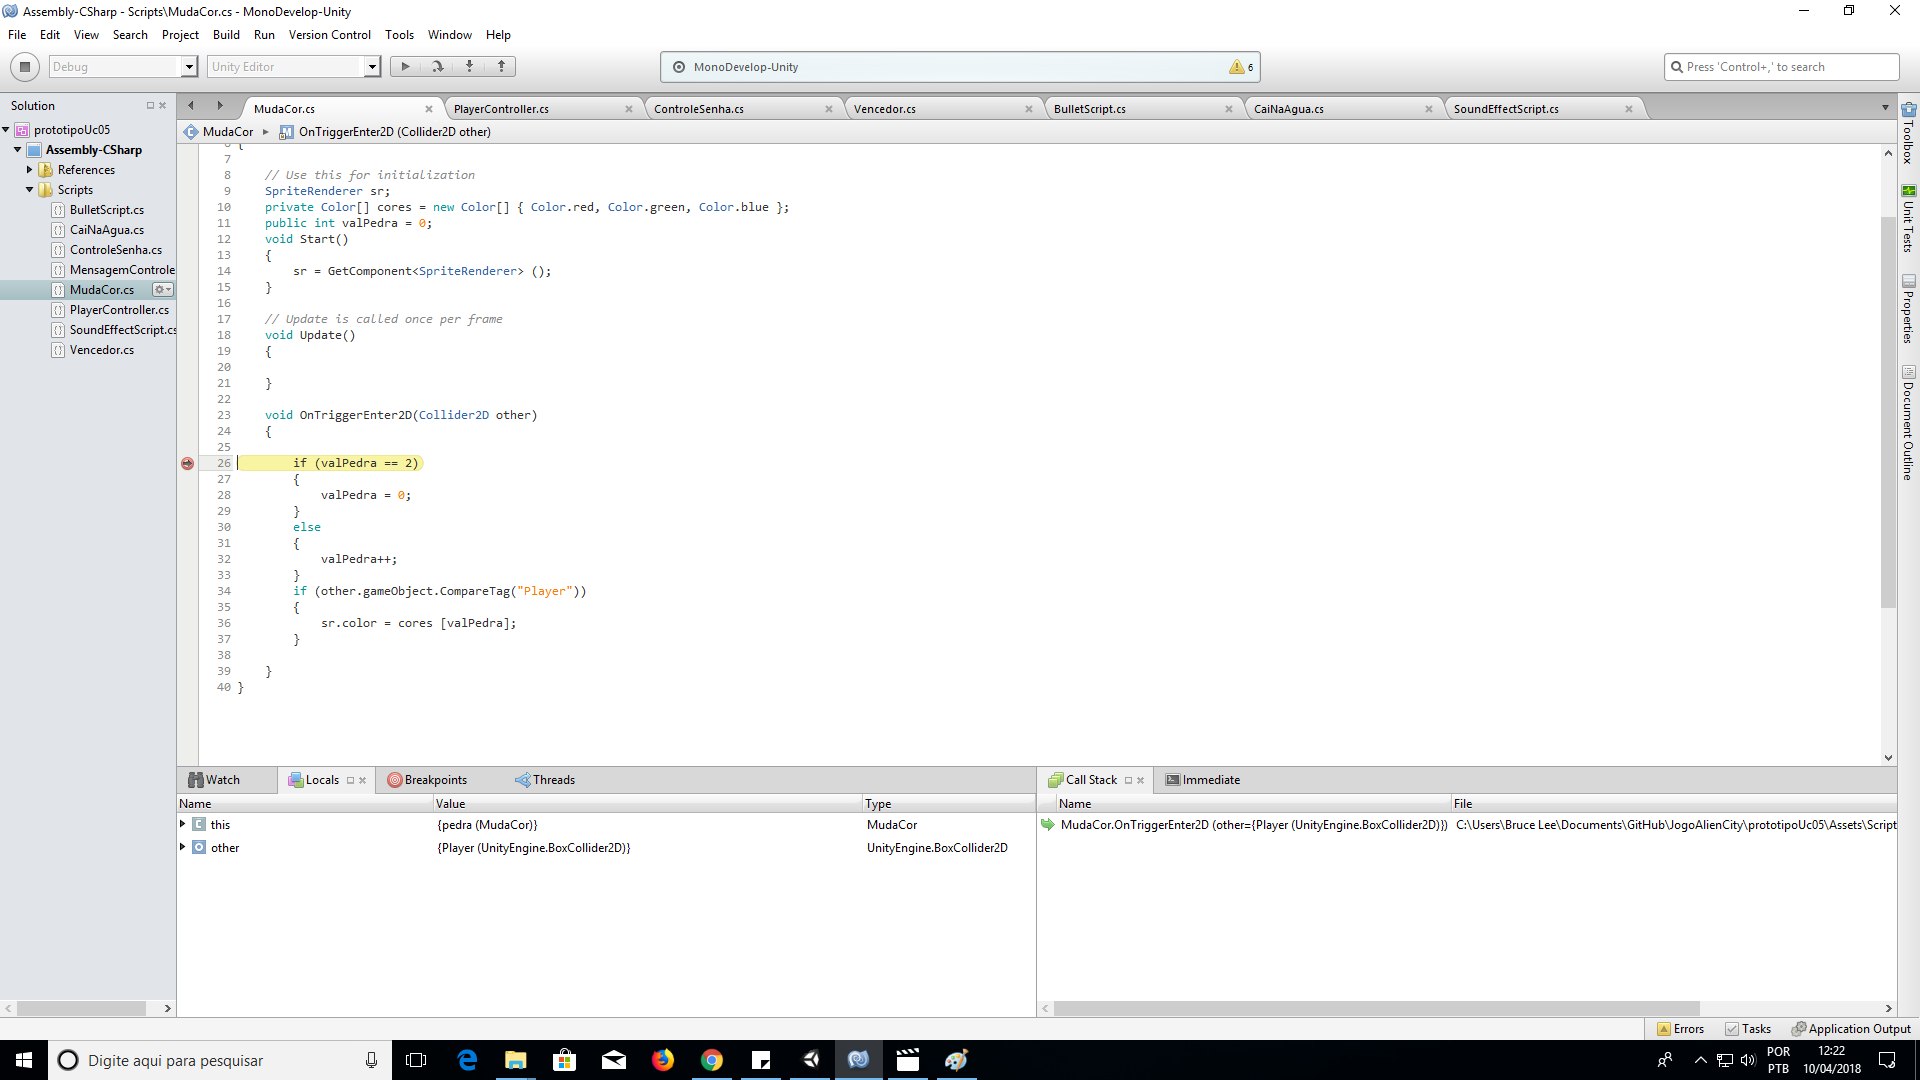 Assembly-CSharp - Scripts\MudaCor.cs - MonoDevelop-Unity
File Edit View Search Project Build Run Version Control Tools Window Help
Debug Unity Editor MonoDevelop-Unity 6 Press 'Control+,' to search
Solution
prototipoUc05
Assembly-CSharp
References
Scripts
BulletScript.cs
CaiNaAgua.cs
ControleSenha.cs
MensagemControle
MudaCor.cs
PlayerController.cs
SoundEffectScript.cs
Vencedor.cs
MudaCor.cs PlayerController.cs ControleSenha.cs Vencedor.cs BulletScript.cs CaiNaAgua.cs SoundEffectScript.cs
MudaCor OnTriggerEnter2D (Collider2D other)
6 {
7
8 // Use this for initialization
9 SpriteRenderer sr;
10 private Color[] cores = new Color[] { Color.red, Color.green, Color.blue };
11 public int valPedra = 0;
12 void Start()
13 {
14 sr = GetComponent<SpriteRenderer> ();
15 }
16
17 // Update is called once per frame
18 void Update()
19 {
20
21 }
22
23 void OnTriggerEnter2D(Collider2D other)
24 {
25
26 if (valPedra == 2)
27 {
28 valPedra = 0;
29 }
30 else
31 {
32 valPedra++;
33 }
34 if (other.gameObject.CompareTag("Player"))
35 {
36 sr.color = cores [valPedra];
37 }
38
39 }
40 }
Toolbox
Unit Tests
Properties
Document Outline
Watch Locals Breakpoints Threads
Name Value Type
this {pedra (MudaCor)} MudaCor
other {Player (UnityEngine.BoxCollider2D)} UnityEngine.BoxCollider2D
Call Stack Immediate
Name File
MudaCor.OnTriggerEnter2D (other={Player (UnityEngine.BoxCollider2D)}) C:\Users\Bruce Lee\Documents\GitHub\JogoAlienCity\prototipoUc05\Assets\Script
Errors Tasks Application Output
Digite aqui para pesquisar
POR
PTB
12:22
10/04/2018